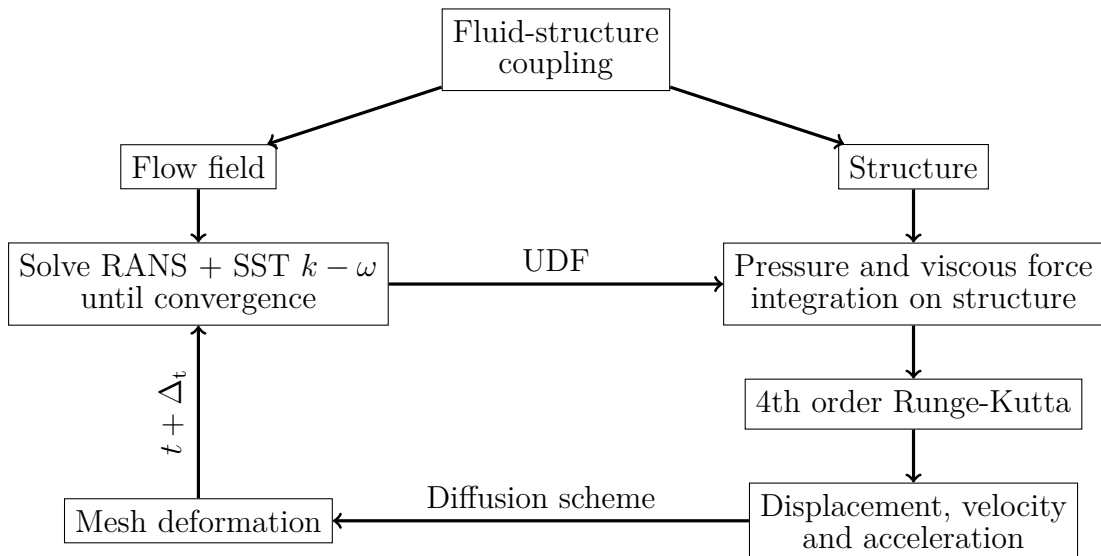 Fluid-structure
coupling
Flow field
Structure
Solve RANS + SST k − ω
until convergence
UDF
Pressure and viscous force
integration on structure
t + Δt
4th order Runge-Kutta
Diffusion scheme
Mesh deformation
Displacement, velocity
and acceleration